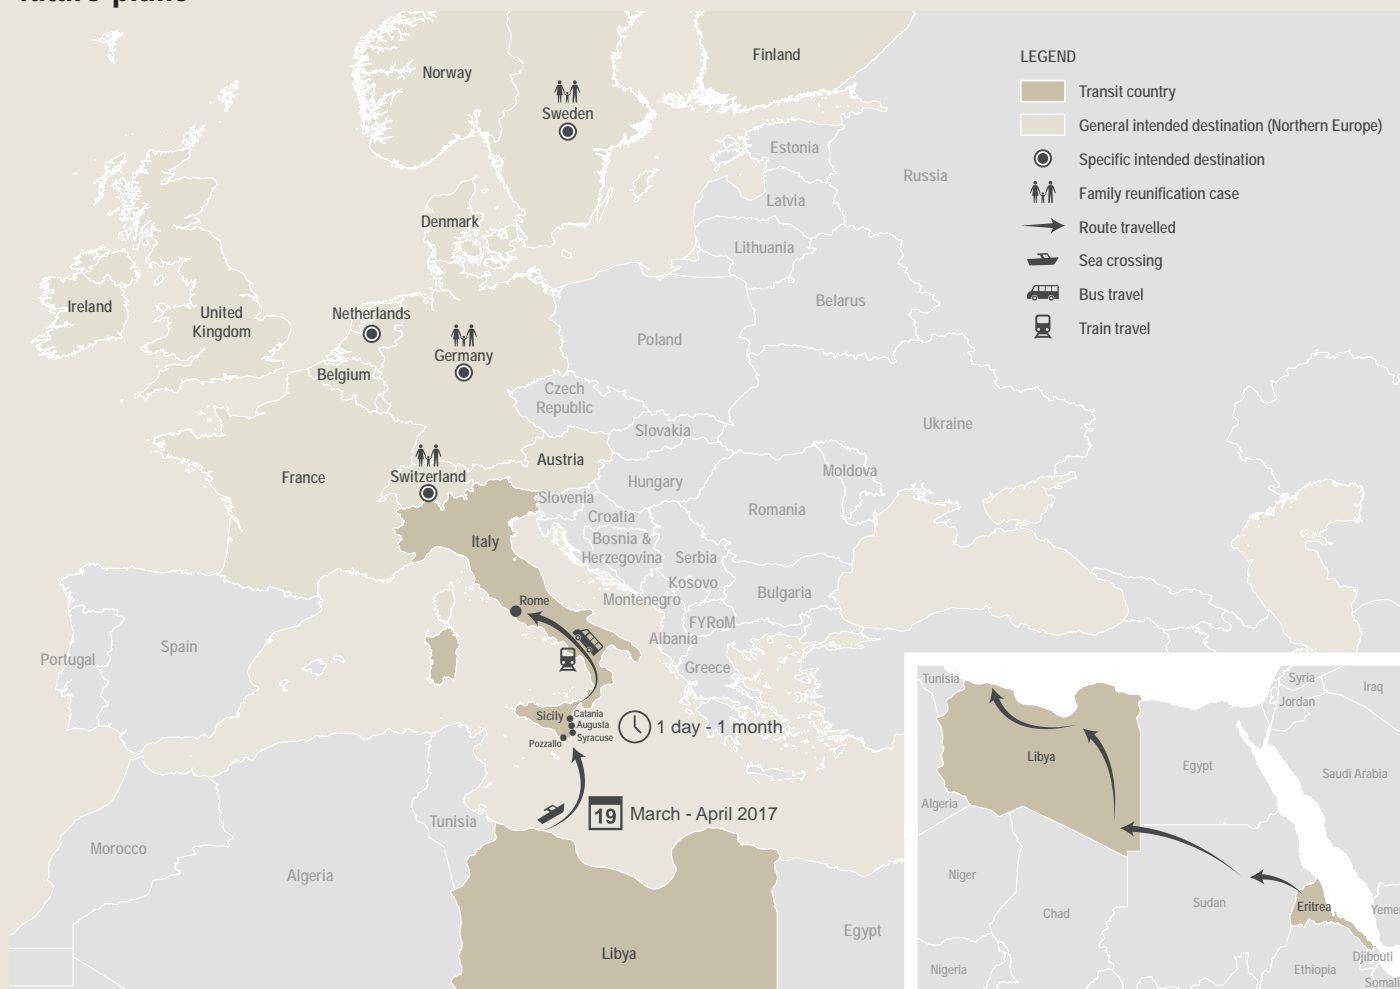 Norway
Finland
Sweden
Estonia
Russia
Latvia
Denmark
Lithuania
Ireland
United
Kingdom
Netherlands
Belarus
Poland
Germany
Belgium
Czech
Republic
Slovakia
Ukraine
France
Switzerland
Austria
Moldova
Hungary
Slovenia
Romania
Croatia
Italy
Bosnia &
Herzegovina
Serbia
Kosovo
Montenegro
Bulgaria
FYRoM
Albania
Greece
Rome
Spain
Portugal
Sicily
Catania
Augusta
Syracuse
Pozzallo
1 day - 1 month
19
March - April 2017
Tunisia
Morocco
Algeria
Libya
Egypt
LEGEND
Transit country
General intended destination (Northern Europe)
Specific intended destination
Family reunification case
Route travelled
Sea crossing
Bus travel
Train travel
Tunisia
Syria
Iraq
Jordan
Libya
Egypt
Saudi Arabia
Algeria
Niger
Chad
Sudan
Eritrea
Yemen
Nigeria
Ethiopia
Djibouti
Somali